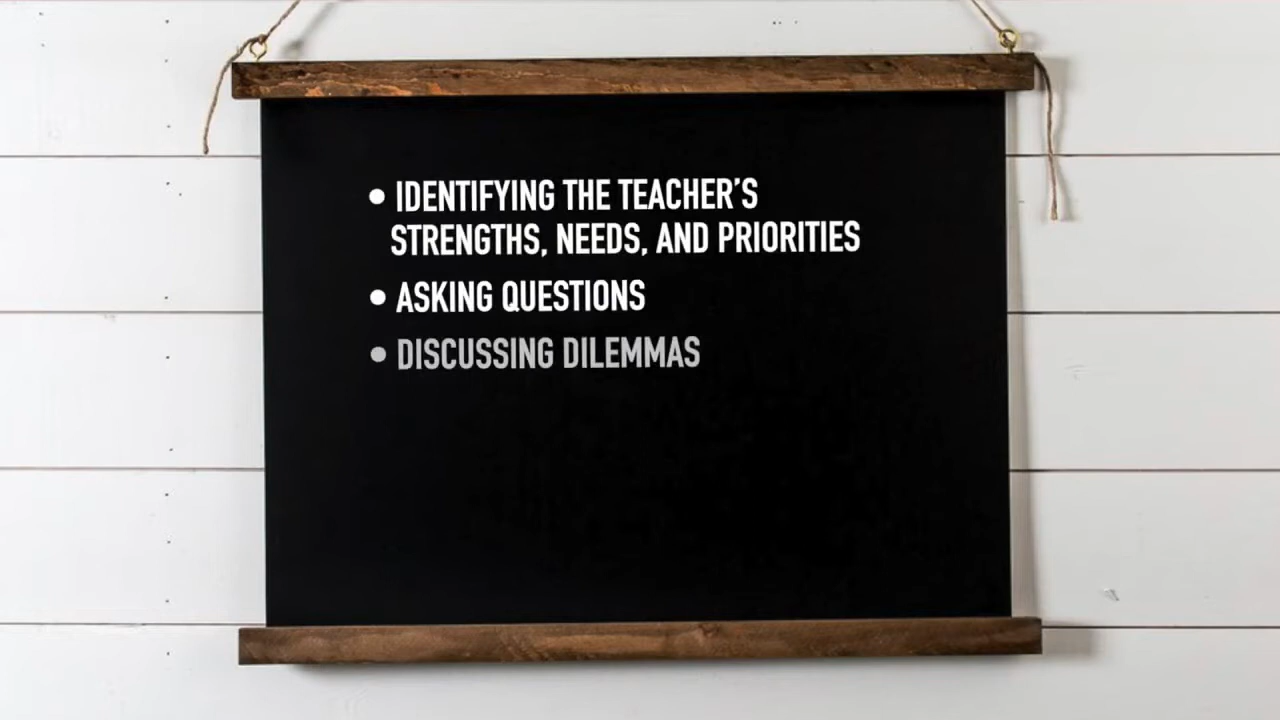 • IDENTIFYING THE TEACHER’S
STRENGTHS, NEEDS, AND PRIORITIES
• ASKING QUESTIONS
• DISCUSSING DILEMMAS